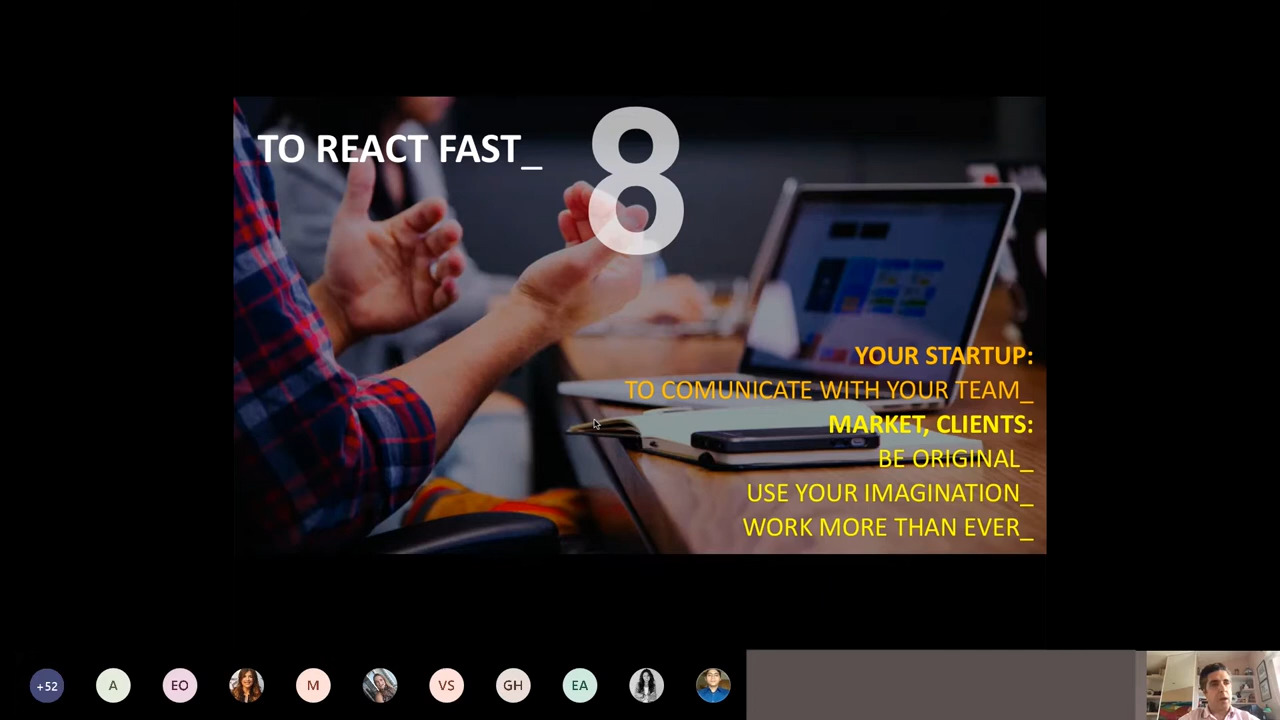 TO REACT FAST_
8
YOUR STARTUP:
TO COMUNICATE WITH YOUR TEAM_
MARKET, CLIENTS:
BE ORIGINAL_
USE YOUR IMAGINATION_
WORK MORE THAN EVER_
+52
A
EO
M
VS
GH
EA